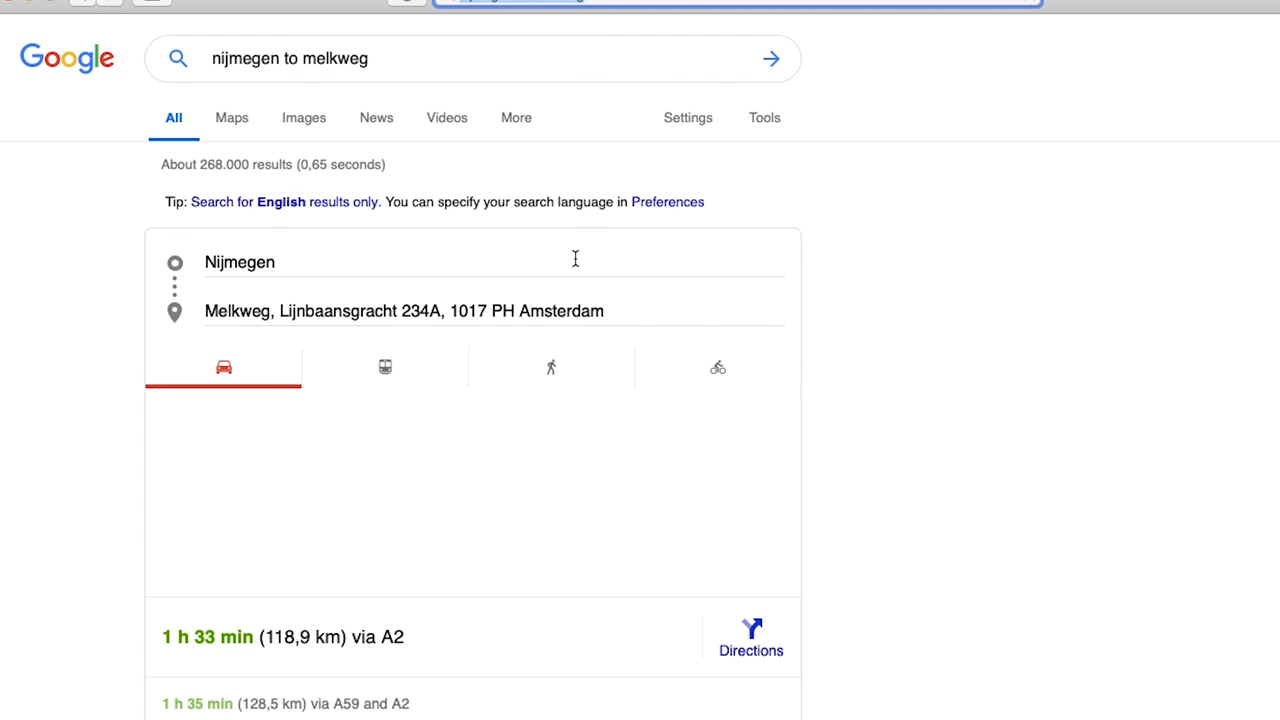 Google
nijmegen to melkweg
All Maps Images News Videos More Settings Tools
About 268.000 results (0,65 seconds)
Tip: Search for English results only. You can specify your search language in Preferences
Nijmegen
Melkweg, Lijnbaansgracht 234A, 1017 PH Amsterdam
1 h 33 min (118,9 km) via A2
Directions
1 h 35 min (128,5 km) via A59 and A2